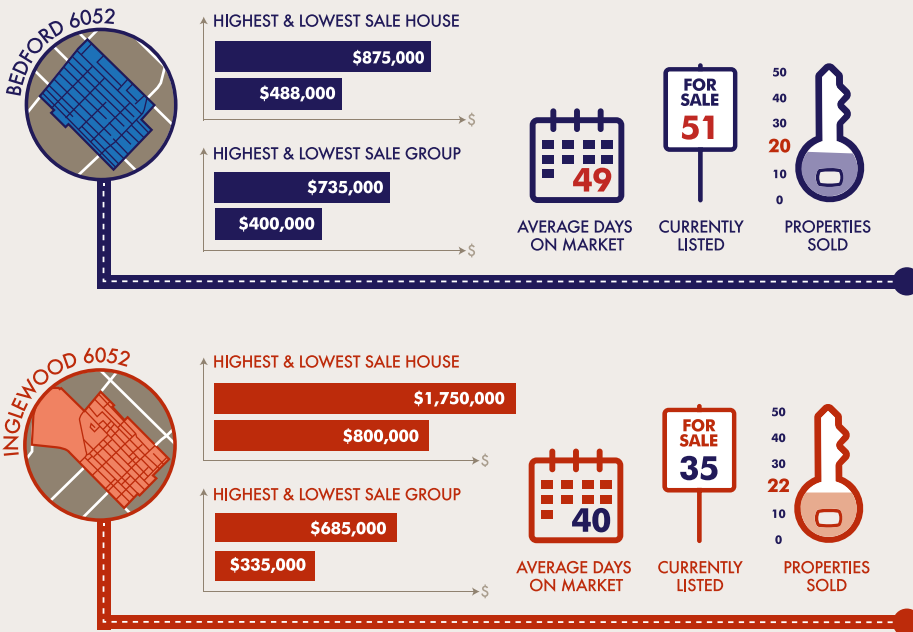 BEDFORD 6052
HIGHEST & LOWEST SALE HOUSE
$875,000
$488,000
$
HIGHEST & LOWEST SALE GROUP
$735,000
$400,000
$
49
AVERAGE DAYS
ON MARKET
FOR
SALE
51
CURRENTLY
LISTED
50
40
30
20
10
0
PROPERTIES
SOLD
INGLEWOOD 6052
HIGHEST & LOWEST SALE HOUSE
$1,750,000
$800,000
$
HIGHEST & LOWEST SALE GROUP
$685,000
$335,000
$
40
AVERAGE DAYS
ON MARKET
FOR
SALE
35
CURRENTLY
LISTED
50
40
30
22
10
0
PROPERTIES
SOLD